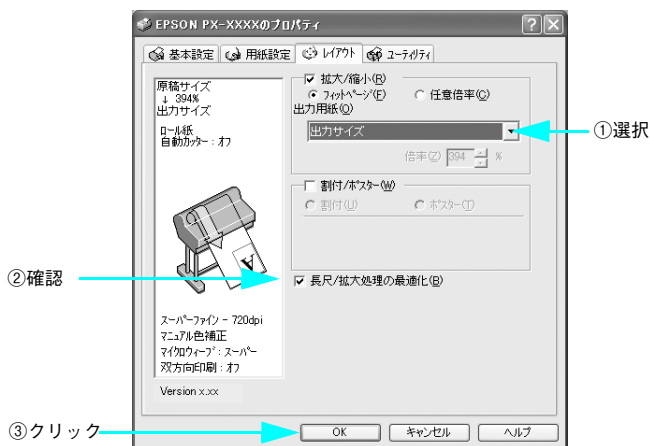 EPSON PX-XXXXのプロパティ
基本設定 用紙設定 レイアウト ユーティリティ
原稿サイズ
↓ 394%
出力サイズ
ロール紙
自動カッター : オフ
A
スーパーファイン - 720dpi
マニュアル色補正
マイクロウィーブ : スーパー
双方向印刷 : オフ
Version x.xx
拡大/縮小(R)
フィットページ(F) 任意倍率(C)
出力用紙(O)
出力サイズ
倍率(Z) 394 %
割付/ポスター(W)
割付(U) ポスター(T)
長尺/拡大処理の最適化(B)
OK キャンセル ヘルプ
①選択
②確認
③クリック